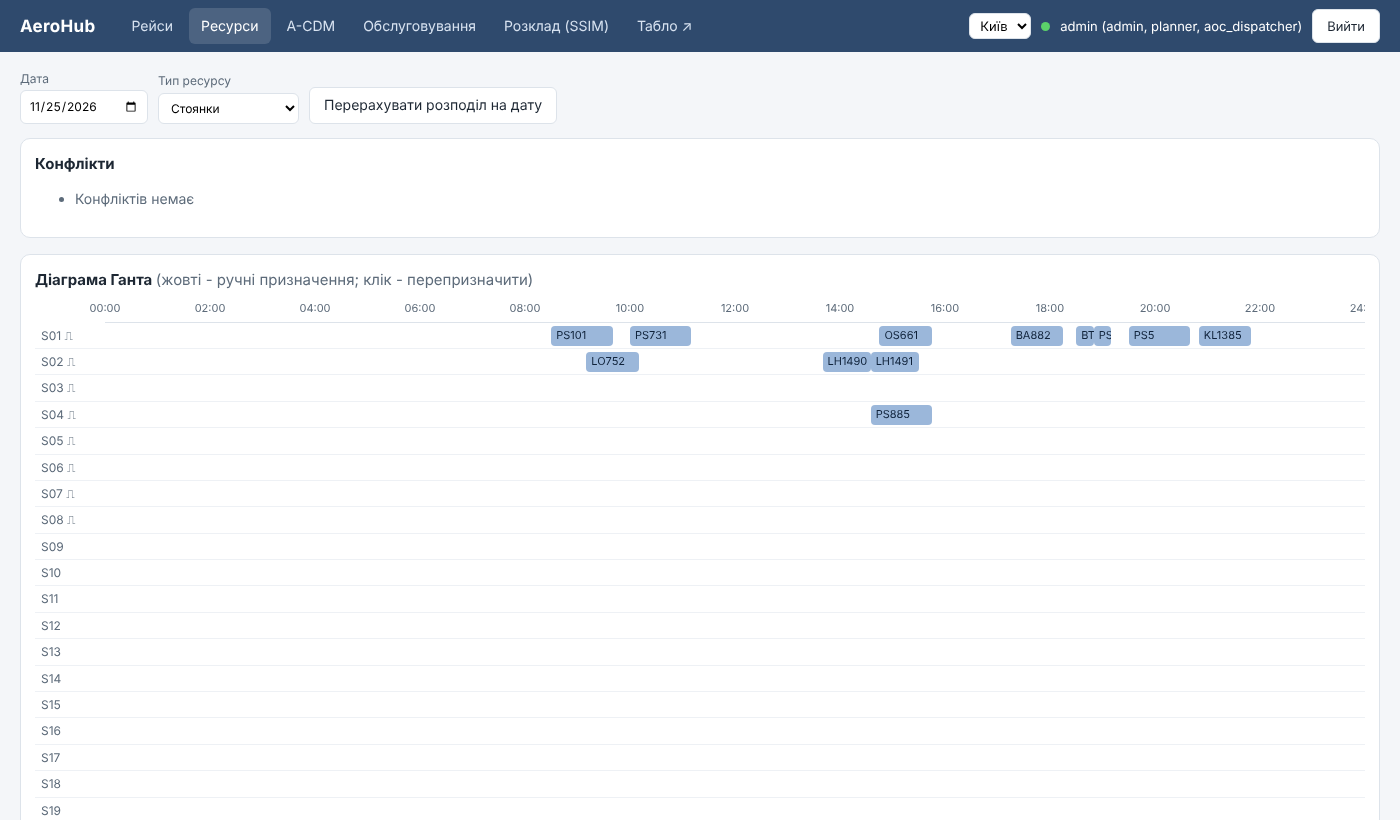 AeroHub Рейси Ресурси A-CDM Обслуговування Розклад (SSIM) Табло ↗ Київ admin (admin, planner, aoc_dispatcher) Вийти
Дата Тип ресурсу
11/25/2026 Стоянки Перерахувати розподіл на дату
Конфлікти
• Конфліктів немає
Діаграма Ганта (жовті - ручні призначення; клік - перепризначити)
00:00 02:00 04:00 06:00 08:00 10:00 12:00 14:00 16:00 18:00 20:00 22:00 24:
S01 ⎍ PS101 PS731 OS661 BA882 BT PS PS5 KL1385
S02 ⎍ LO752 LH1490 LH1491
S03 ⎍
S04 ⎍ PS885
S05 ⎍
S06 ⎍
S07 ⎍
S08 ⎍
S09
S10
S11
S12
S13
S14
S15
S16
S17
S18
S19